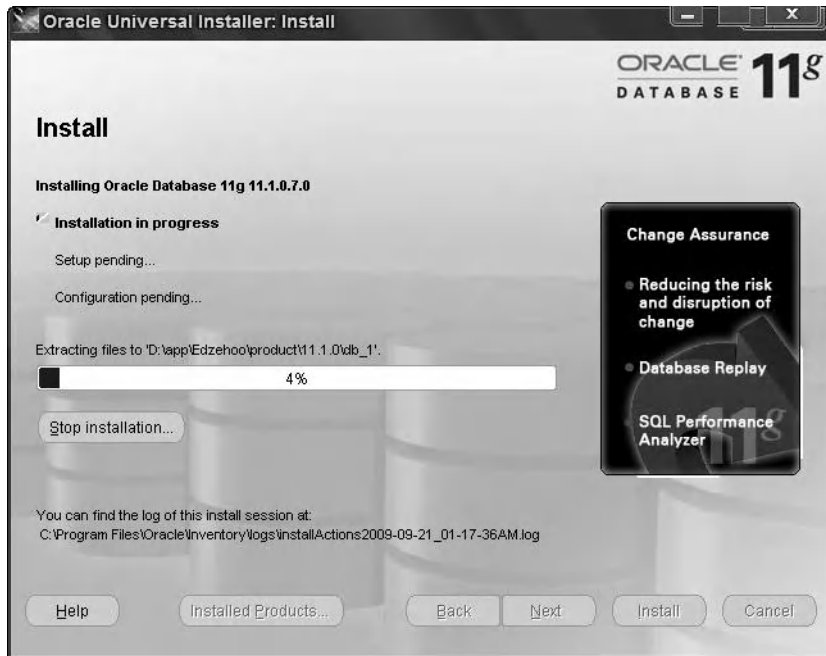 Oracle Universal Installer: Install
ORACLE
DATABASE
11g
Install
Installing Oracle Database 11g 11.1.0.7.0
Installation in progress
Setup pending...
Configuration pending...
Extracting files to 'D:\app\Edzehoo\product\11.1.0\db_1'.
4%
Stop installation...
Change Assurance
Reducing the risk
and disruption of
change
Database Replay
SQL Performance
Analyzer
11g
You can find the log of this install session at:
C:\Program Files\Oracle\Inventory\logs\installActions2009-09-21_01-17-36AM.log
Help
Installed Products...
Back
Next
Install
Cancel